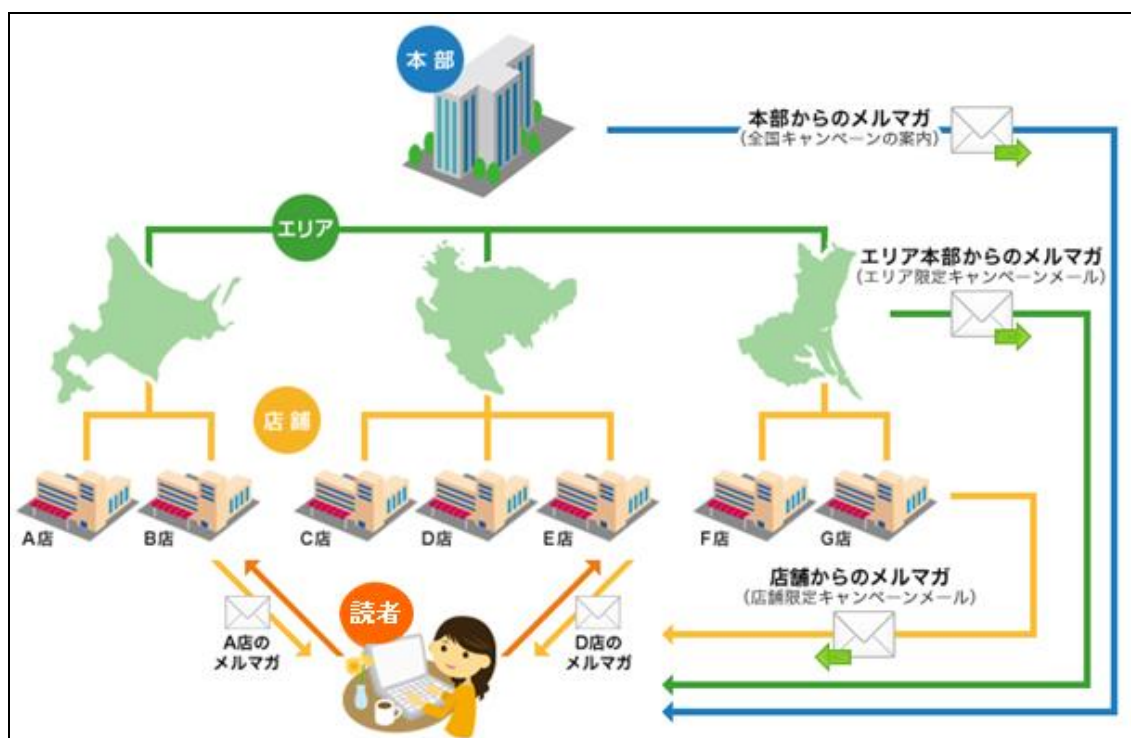 本部
本部からのメルマガ
(全国キャンペーンの案内)
エリア
エリア本部からのメルマガ
(エリア限定キャンペーンメール)
店舗
A店
B店
C店
D店
E店
F店
G店
店舗からのメルマガ
(店舗限定キャンペーンメール)
読者
A店の
メルマガ
D店の
メルマガ